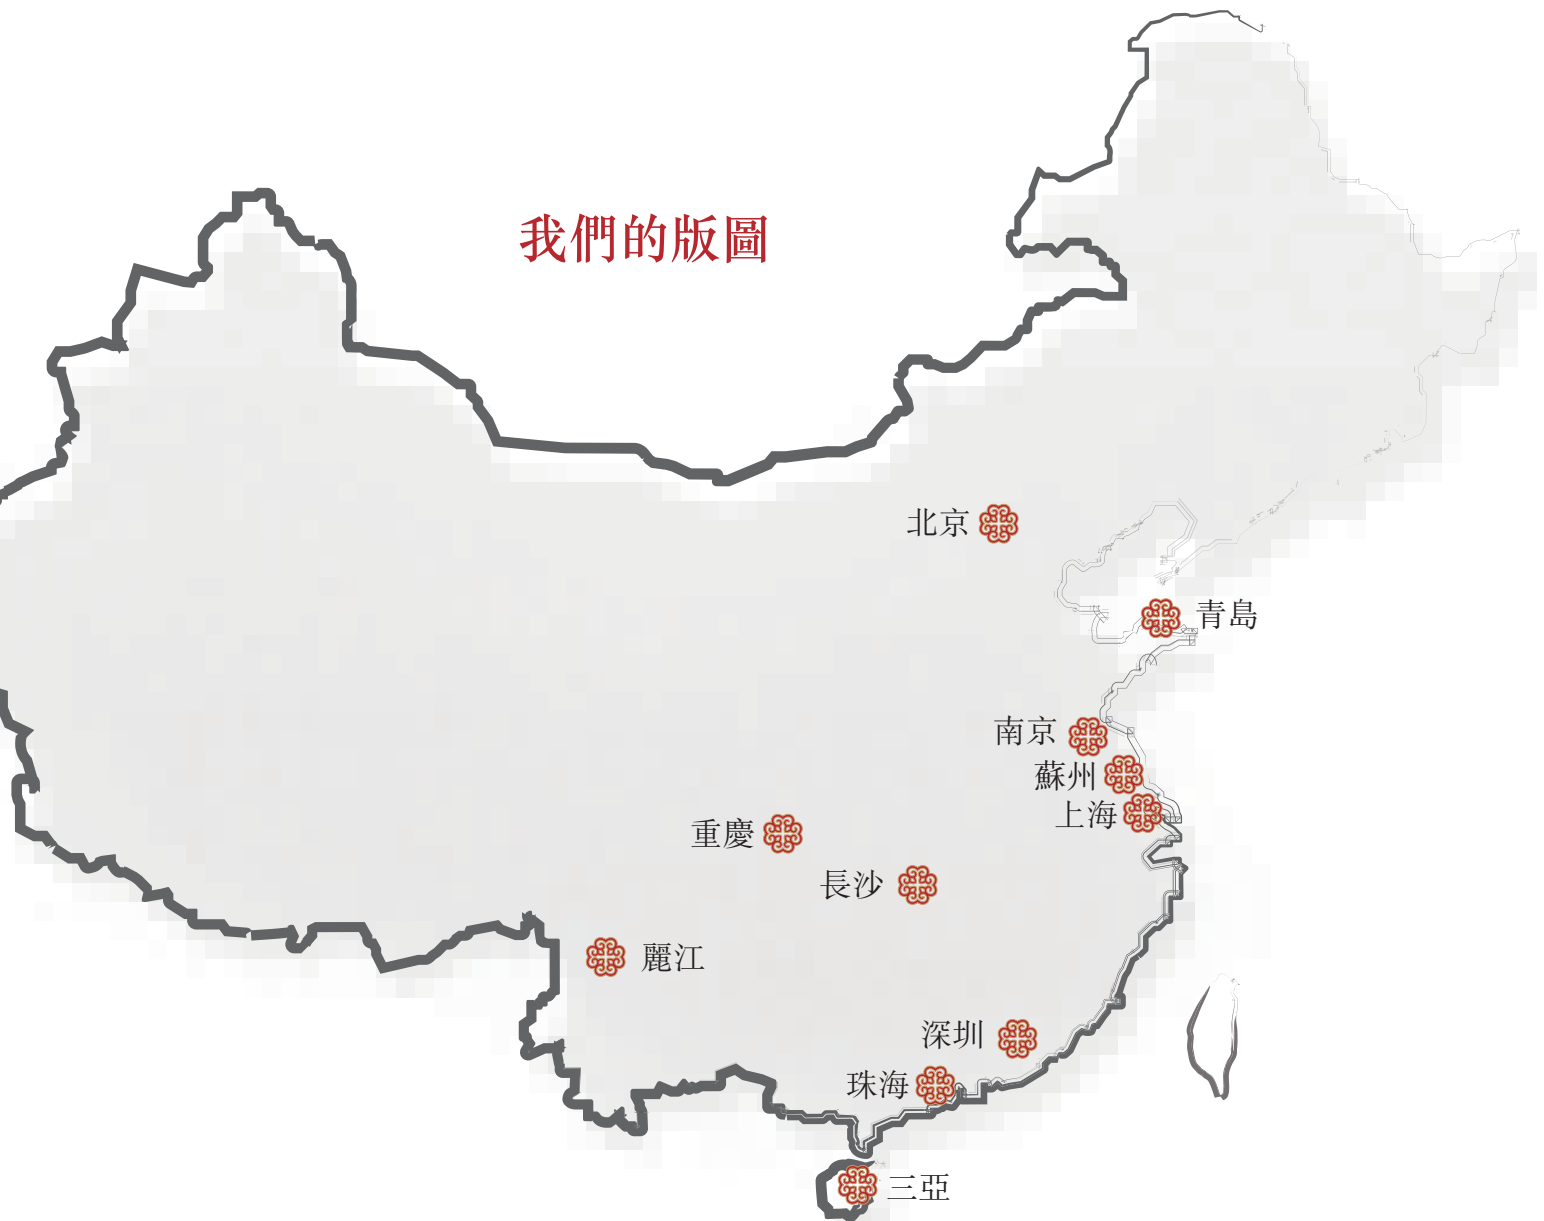 我們的版圖
北京
青島
南京
蘇州
上海
重慶
長沙
麗江
深圳
珠海
三亞